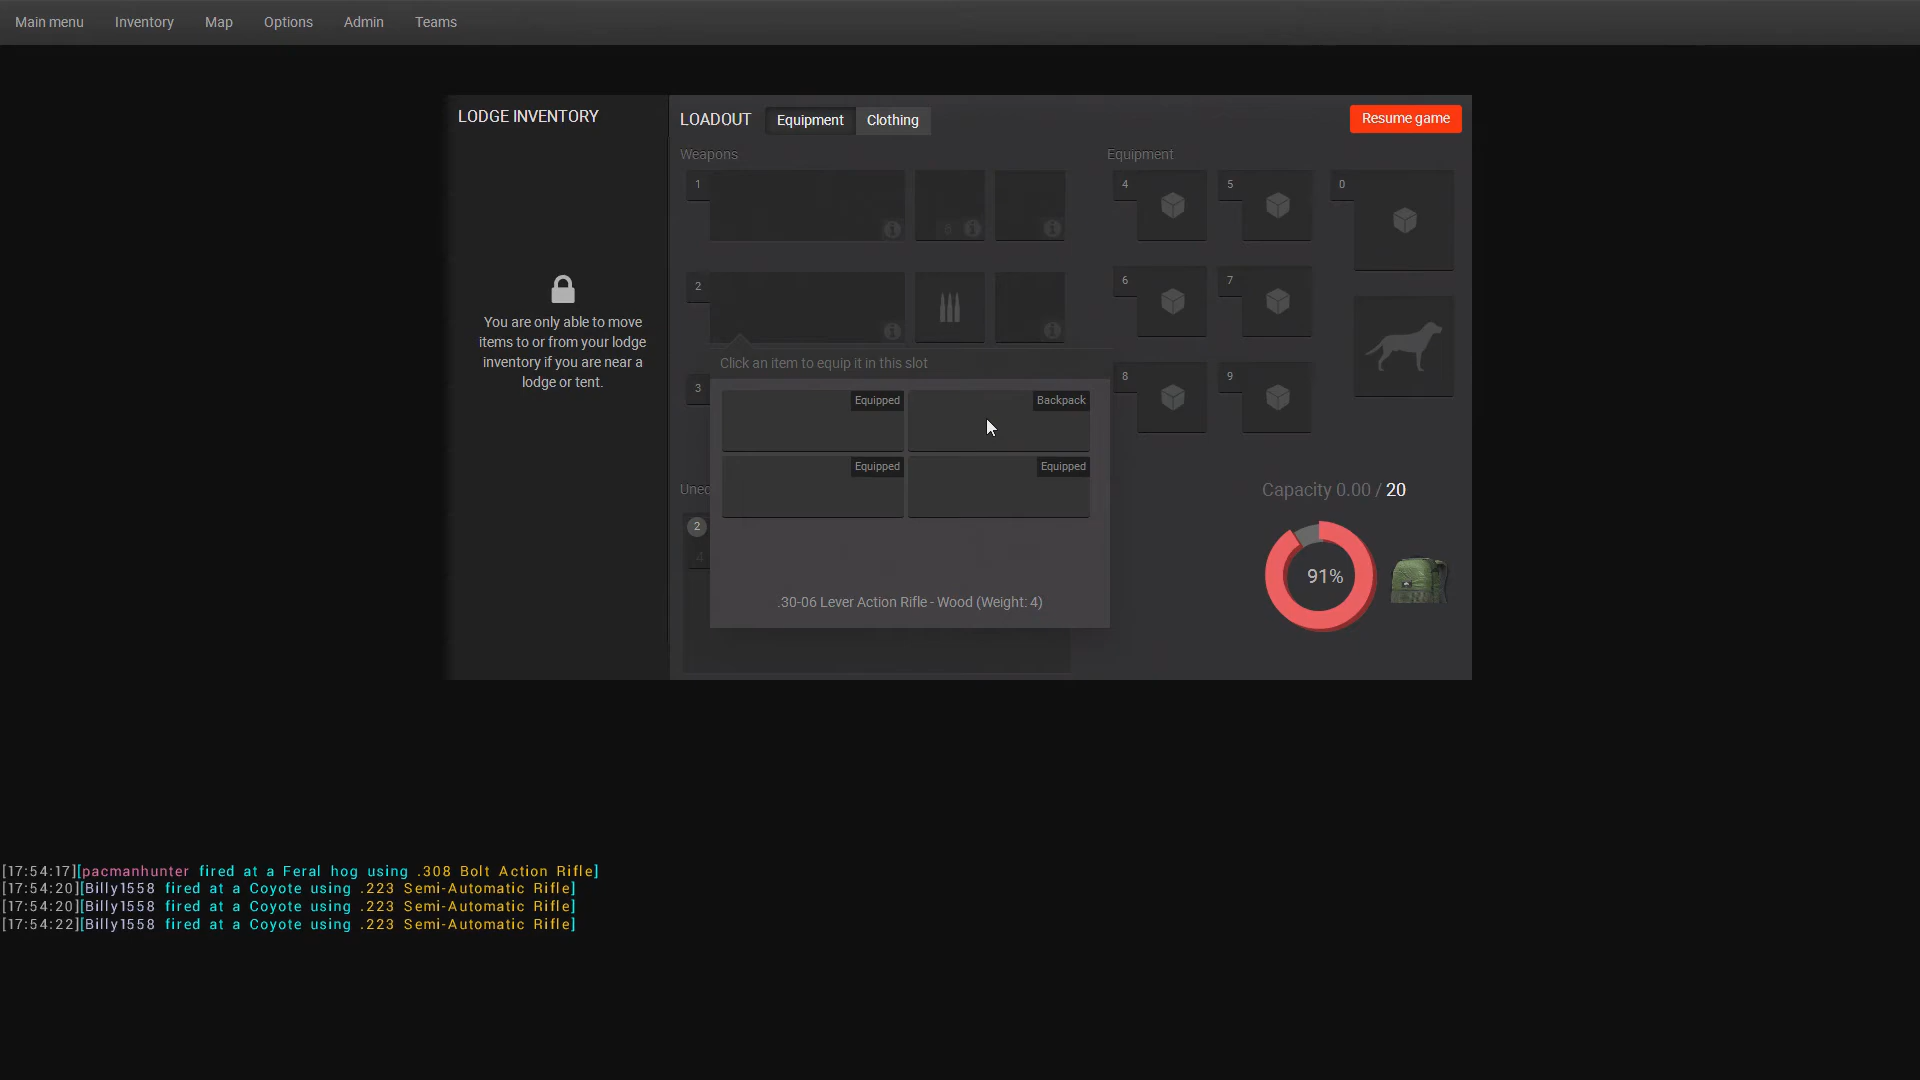 Main menu
Inventory
Map
Options
Admin
Teams
LODGE INVENTORY
You are only able to move
items to or from your lodge
inventory if you are near a
lodge or tent.
LOADOUT
Equipment
Clothing
Resume game
Weapons
1
6
2
3
Click an item to equip it in this slot
Equipped
Backpack
Equipped
Equipped
.30-06 Lever Action Rifle - Wood (Weight: 4)
2
4
Equipment
4
5
0
6
7
8
9
Capacity 0.00 / 20
91%
[17:54:17][pacmanhunter fired at a Feral hog using .308 Bolt Action Rifle]
[17:54:20][Billy1558 fired at a Coyote using .223 Semi-Automatic Rifle]
[17:54:20][Billy1558 fired at a Coyote using .223 Semi-Automatic Rifle]
[17:54:22][Billy1558 fired at a Coyote using .223 Semi-Automatic Rifle]